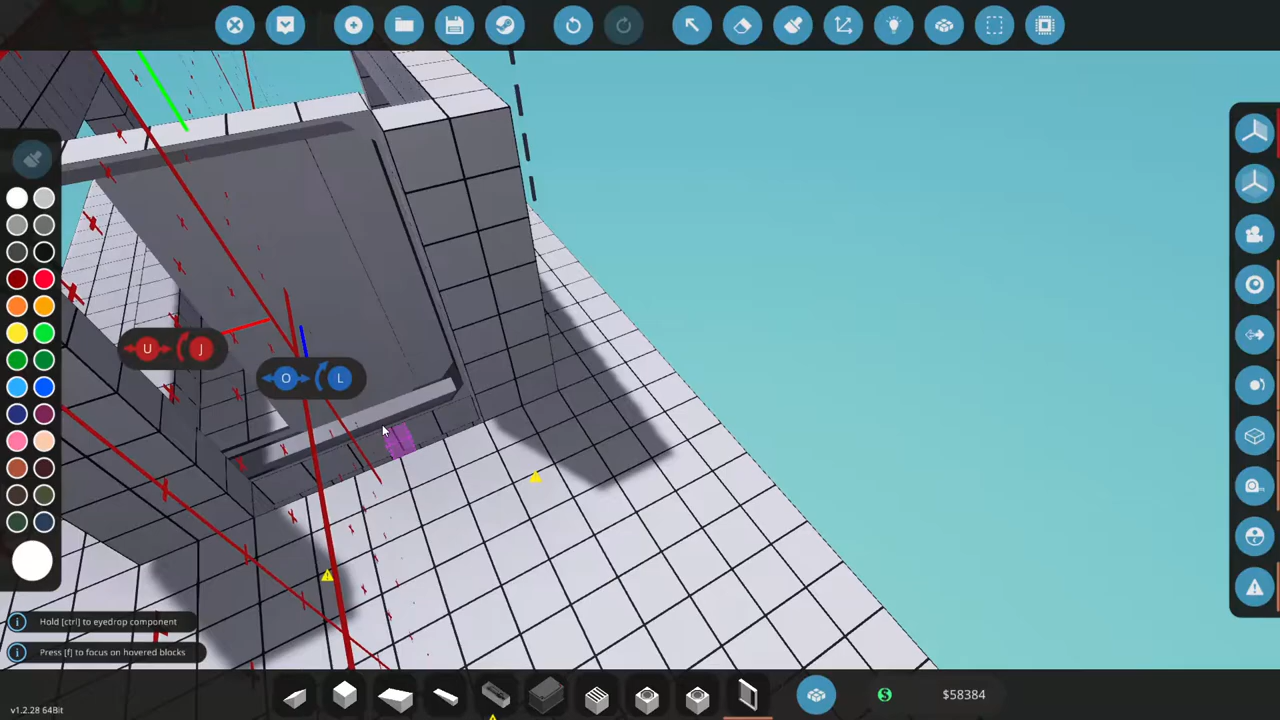 U
J
O
L
Hold [ctrl] to eyedrop component
Press [f] to focus on hovered blocks
v1.2.28 64Bit
$
$58384